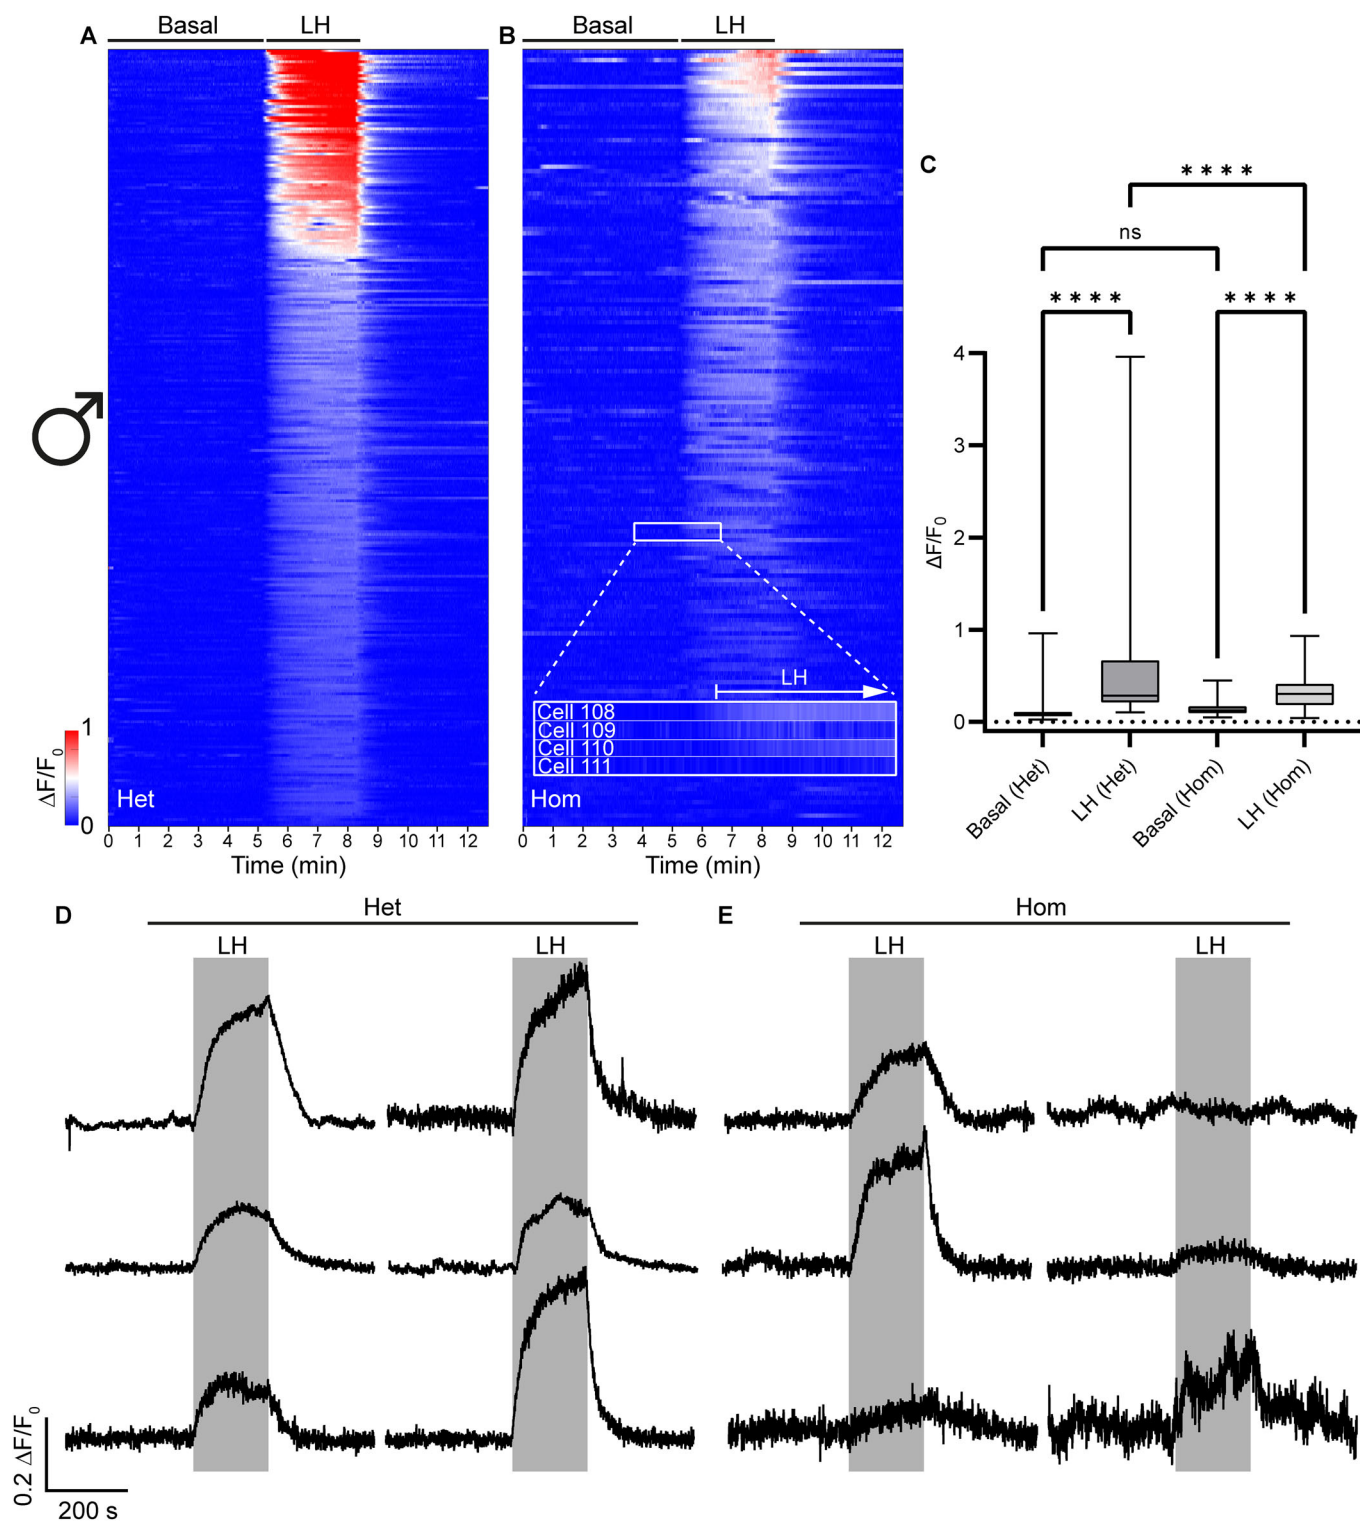 A Basal LH B Basal LH
C
* * * *
ns
* * * * * * * *
4
3
2
1
0
ΔF/F0
Basal (Het) LH (Het) Basal (Hom) LH (Hom)
LH
Cell 108
Cell 109
Cell 110
Cell 111
1
0
ΔF/F0
Het Hom
0 1 2 3 4 5 6 7 8 9 10 11 12 0 1 2 3 4 5 6 7 8 9 10 11 12
Time (min) Time (min)
D Het E Hom
LH LH LH LH
0.2 ΔF/F0
200 s